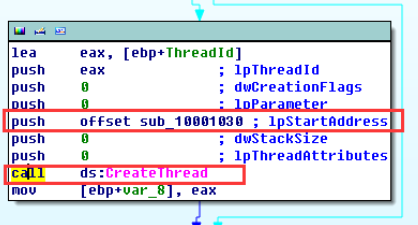 lea     eax, [ebp+ThreadId]
push    eax             ; lpThreadId
push    0               ; dwCreationFlags
push    0               ; lpParameter
push    offset sub_10001030 ; lpStartAddress
push    0               ; dwStackSize
push    0               ; lpThreadAttributes
call    ds:CreateThread
mov     [ebp+var_8], eax